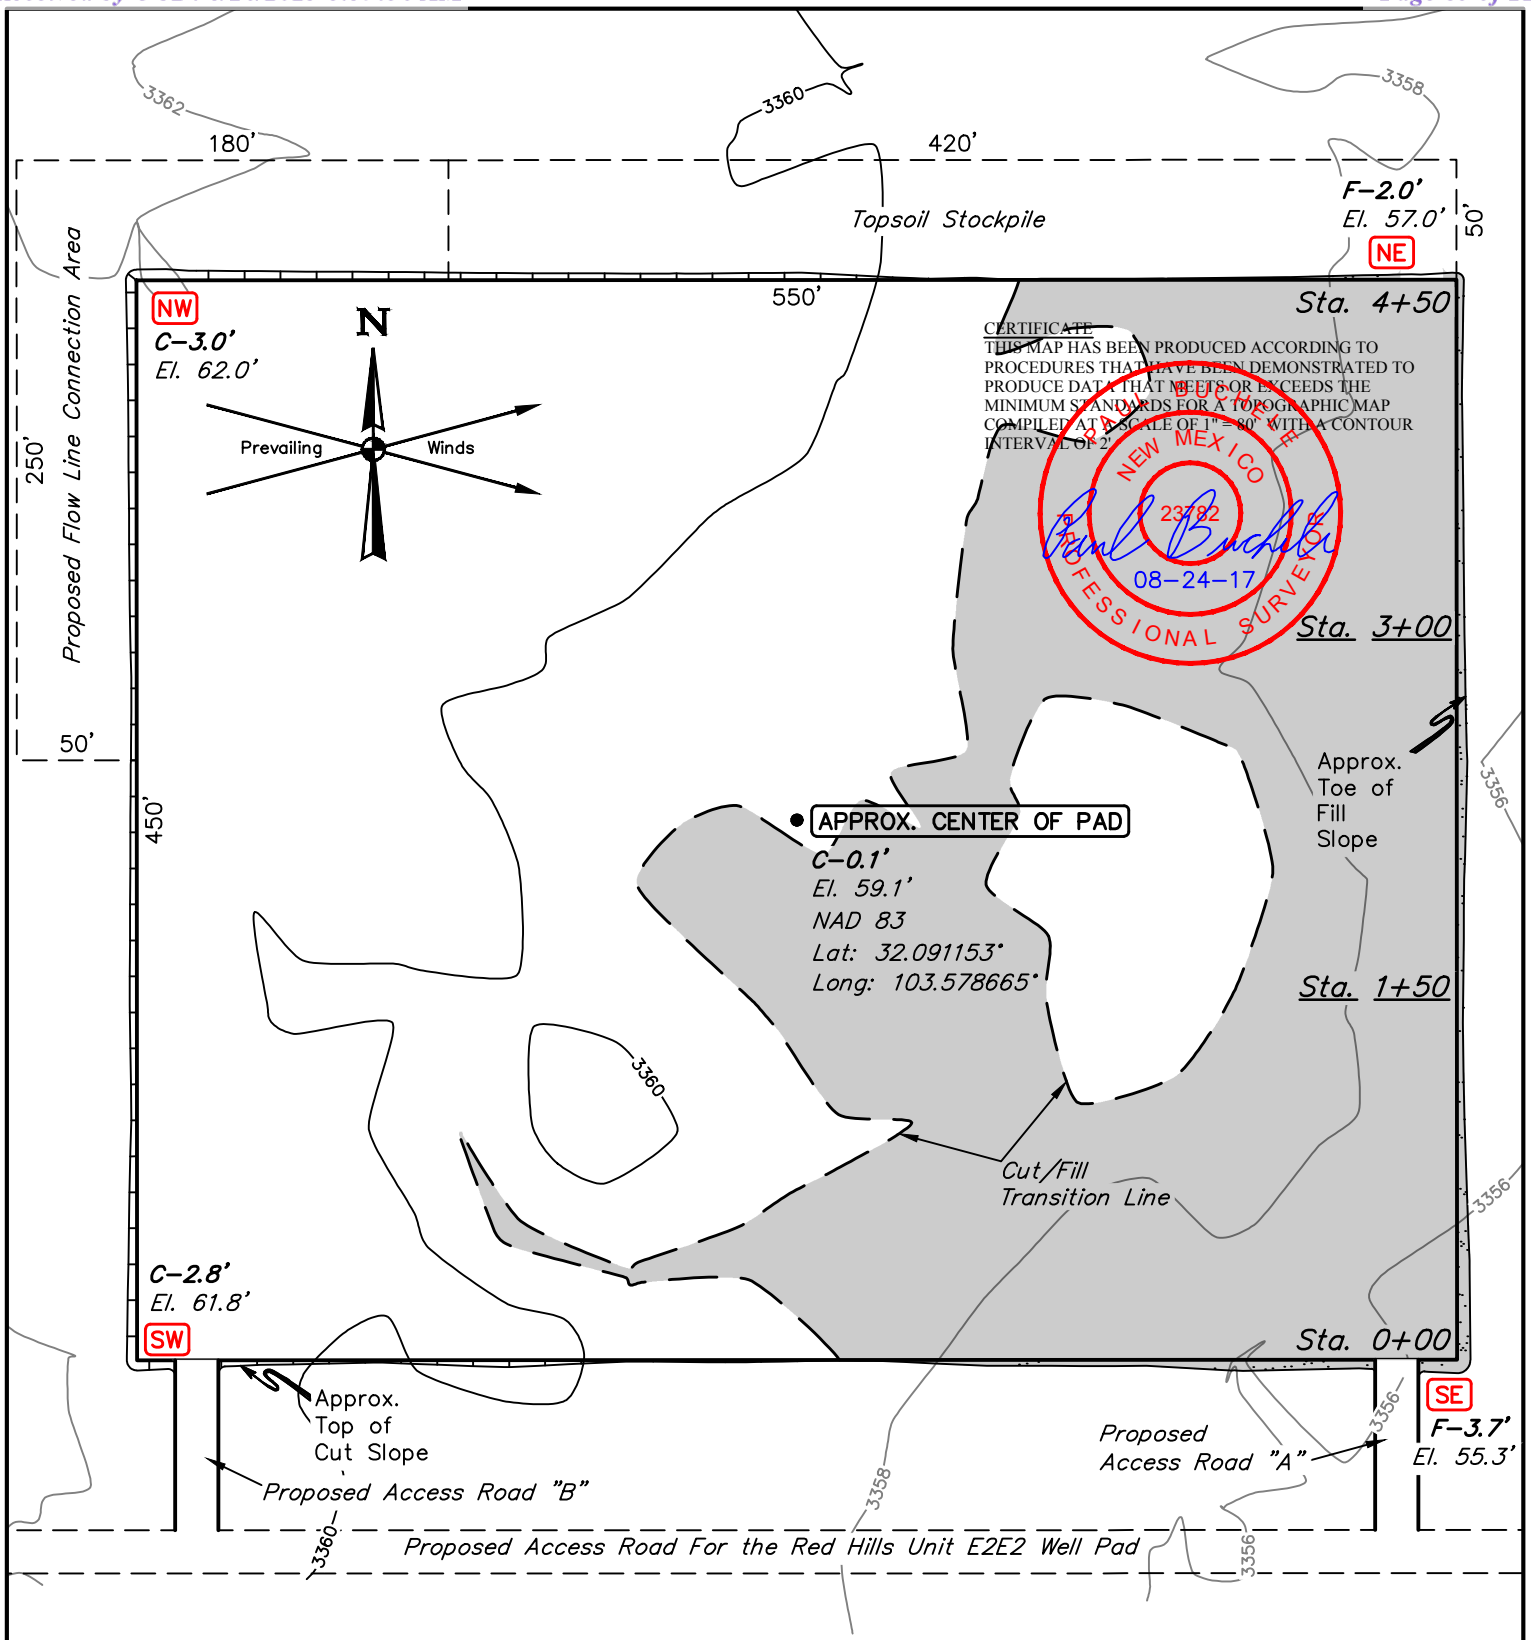 3362
3360
3358
180'
420'
F-2.0'
El. 57.0'
50'
Topsoil Stockpile
NE
Proposed Flow Line Connection Area
250'
50'
NW
C-3.0'
El. 62.0'
N
Prevailing Winds
550'
Sta. 4+50
CERTIFICATE
THIS MAP HAS BEEN PRODUCED ACCORDING TO
PROCEDURES THAT HAVE BEEN DEMONSTRATED TO
PRODUCE DATA THAT MEETS OR EXCEEDS THE
MINIMUM STANDARDS FOR A TOPOGRAPHIC MAP
COMPILED AT A SCALE OF 1" = 80' WITH A CONTOUR
INTERVAL OF 2'.
PAUL BUCHELE
NEW MEXICO
23782
Paul Buchele
08-24-17
PROFESSIONAL SURVEYOR
Sta. 3+00
450'
Approx.
Toe of
Fill
Slope
3356
APPROX. CENTER OF PAD
C-0.1'
El. 59.1'
NAD 83
Lat: 32.091153°
Long: 103.578665°
Sta. 1+50
3360
Cut/Fill
Transition Line
3356
C-2.8'
El. 61.8'
SW
Sta. 0+00
SE
F-3.7'
El. 55.3'
Approx.
Top of
Cut Slope
Proposed
Access Road "A"
3356
Proposed Access Road "B"
3358
3360
Proposed Access Road For the Red Hills Unit E2E2 Well Pad
3356